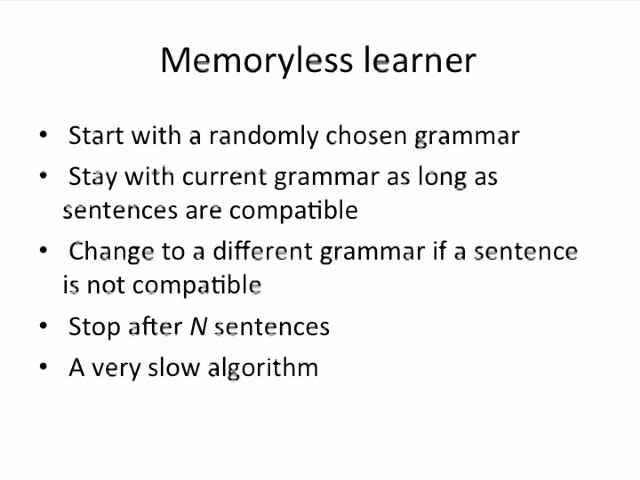 Memoryless learner
• Start with a randomly chosen grammar
• Stay with current grammar as long as
sentences are compatible
• Change to a different grammar if a sentence
is not compatible
• Stop after N sentences
• A very slow algorithm